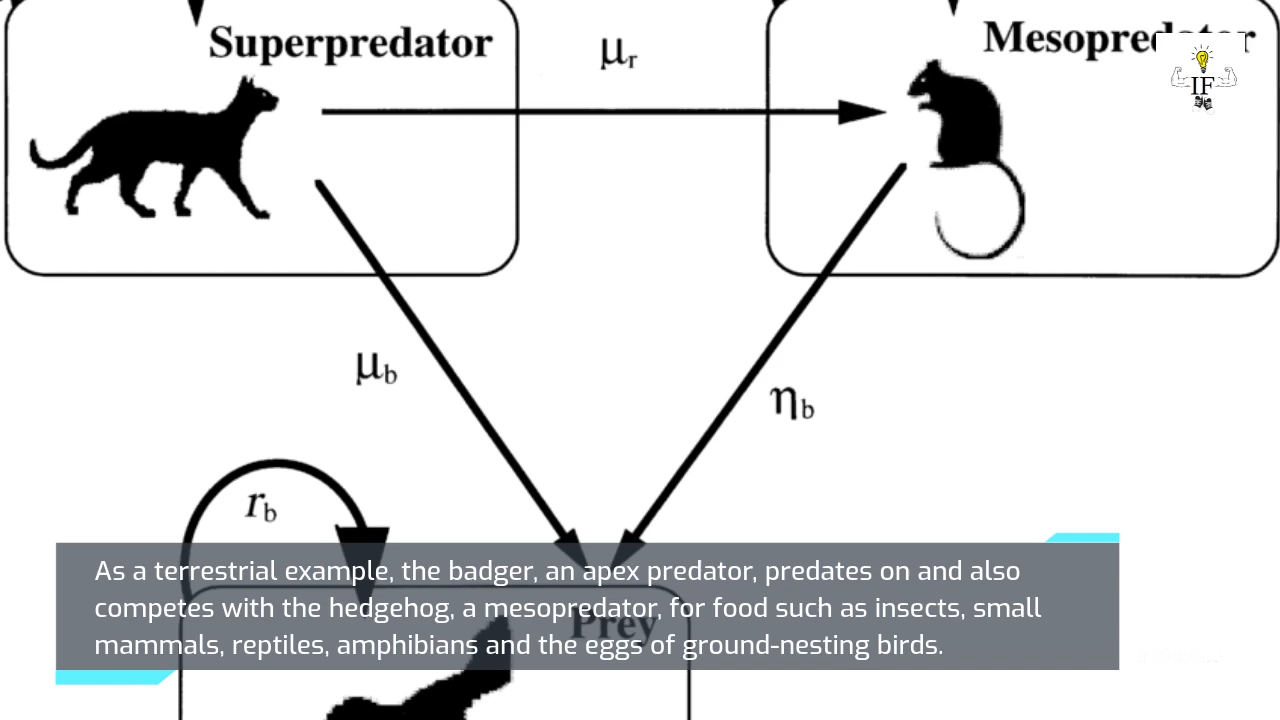 Superpredator
μr
Mesopredator
IF
μb
ηb
rb
As a terrestrial example, the badger, an apex predator, predates on and also
competes with the hedgehog, a mesopredator, for food such as insects, small
mammals, reptiles, amphibians and the eggs of ground-nesting birds.
Prey